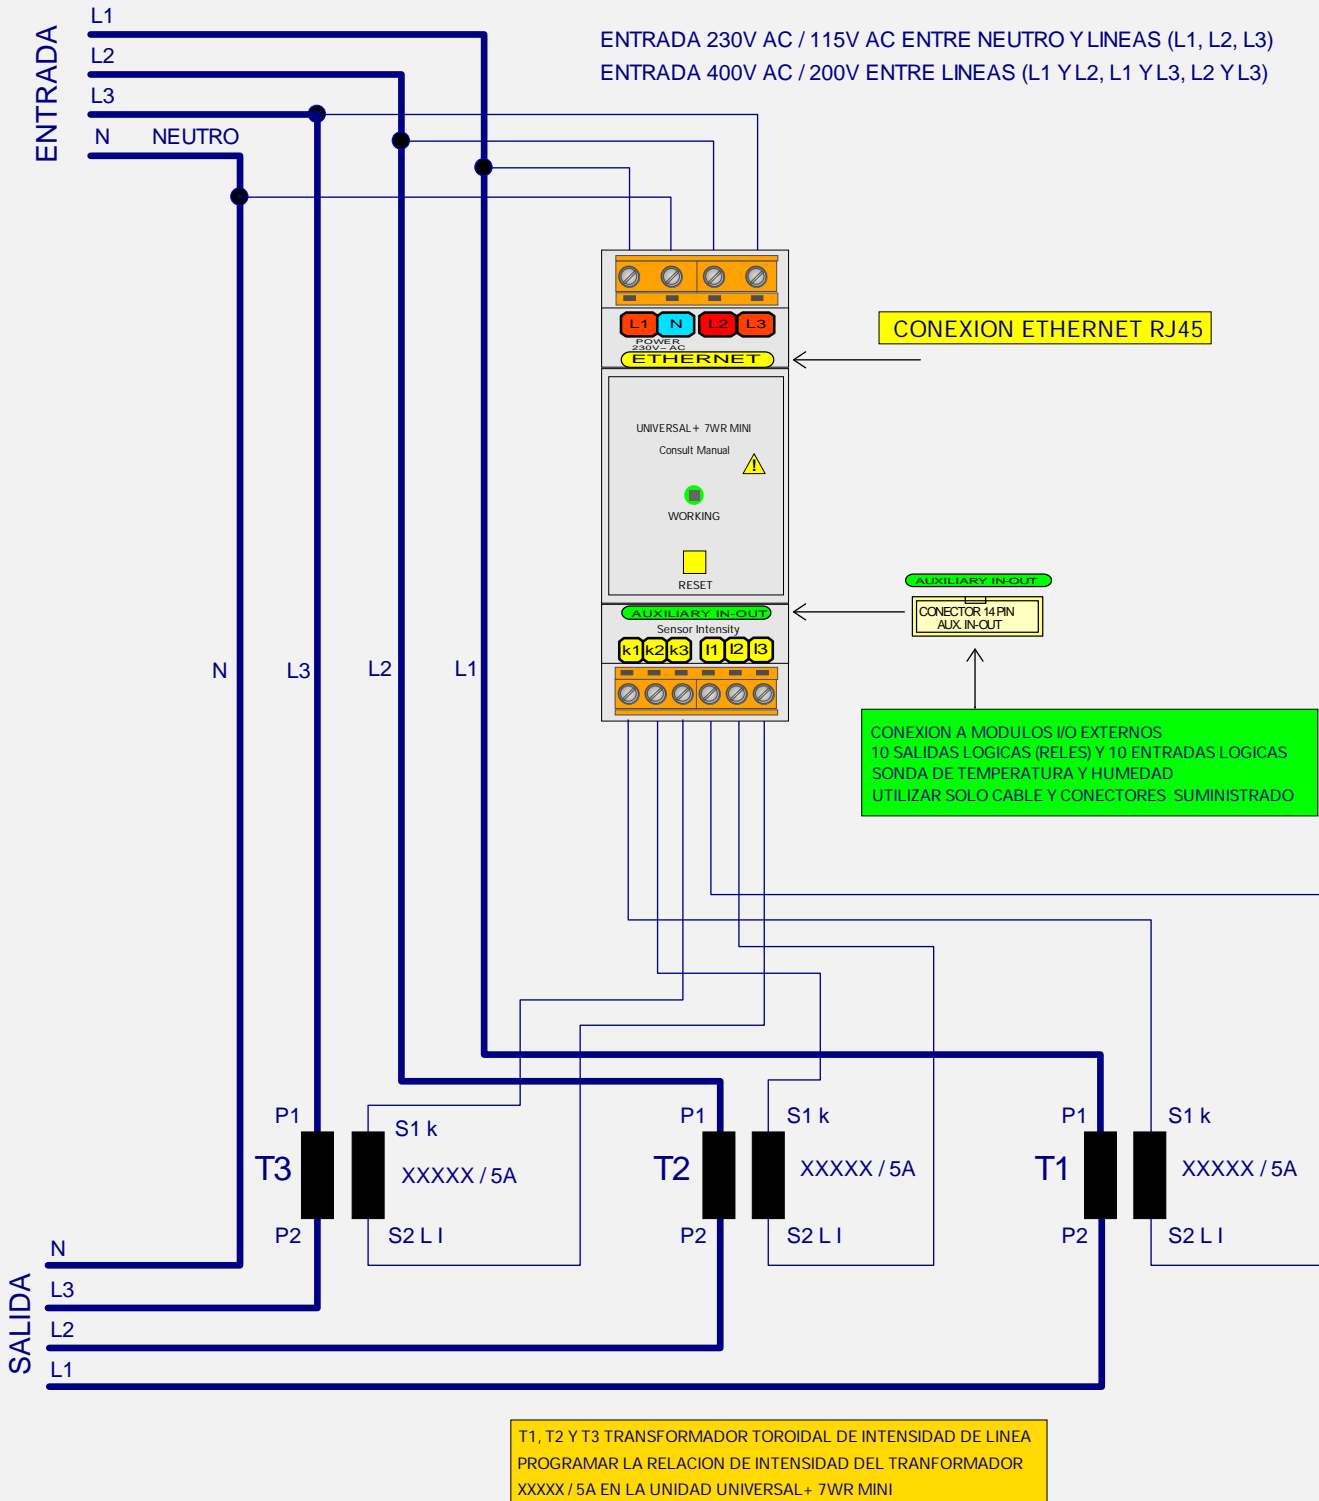 ENTRADA
L1
L2
L3
N NEUTRO
ENTRADA 230V AC / 115V AC ENTRE NEUTRO Y LINEAS (L1, L2, L3)
ENTRADA 400V AC / 200V ENTRE LINEAS (L1 Y L2, L1 Y L3, L2 Y L3)
L1 N L2 L3
POWER
230V~ AC
ETHERNET
CONEXION ETHERNET RJ45
UNIVERSAL+ 7WR MINI
Consult Manual
!
WORKING
RESET
AUXILIARY IN-OUT
Sensor Intensity
k1 k2 k3 I1 I2 I3
AUXILIARY IN-OUT
CONECTOR 14 PIN
AUX. IN-OUT
N L3 L2 L1
CONEXION A MODULOS I/O EXTERNOS
10 SALIDAS LOGICAS (RELES) Y 10 ENTRADAS LOGICAS
SONDA DE TEMPERATURA Y HUMEDAD
UTILIZAR SOLO CABLE Y CONECTORES SUMINISTRADO
P1 S1 k
T3 XXXXX / 5A
P2 S2 L I
P1 S1 k
T2 XXXXX / 5A
P2 S2 L I
P1 S1 k
T1 XXXXX / 5A
P2 S2 L I
SALIDA
N
L3
L2
L1
T1, T2 Y T3 TRANSFORMADOR TOROIDAL DE INTENSIDAD DE LINEA
PROGRAMAR LA RELACION DE INTENSIDAD DEL TRANFORMADOR
XXXXX / 5A EN LA UNIDAD UNIVERSAL+ 7WR MINI